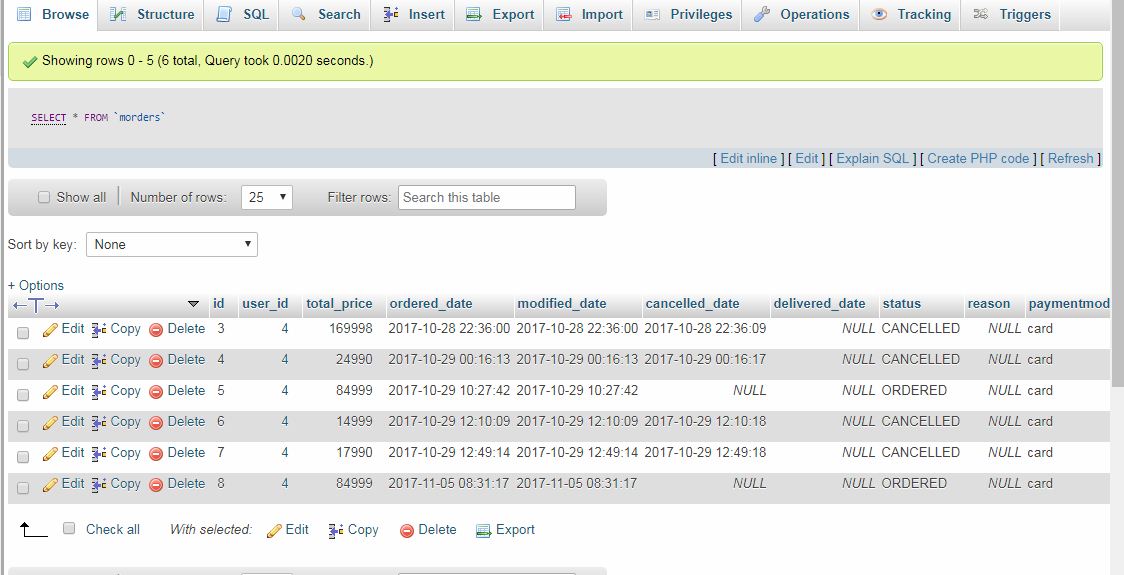 Browse Structure SQL Search Insert Export Import Privileges Operations Tracking Triggers
Showing rows 0 - 5 (6 total, Query took 0.0020 seconds.)
SELECT * FROM `morders`
[ Edit inline ] [ Edit ] [ Explain SQL ] [ Create PHP code ] [ Refresh ]
Show all Number of rows: 25 Filter rows: Search this table
Sort by key: None
+ Options
id user_id total_price ordered_date modified_date cancelled_date delivered_date status reason paymentmod
Edit Copy Delete 3 4 169998 2017-10-28 22:36:00 2017-10-28 22:36:00 2017-10-28 22:36:09 NULL CANCELLED NULL card
Edit Copy Delete 4 4 24990 2017-10-29 00:16:13 2017-10-29 00:16:13 2017-10-29 00:16:17 NULL CANCELLED NULL card
Edit Copy Delete 5 4 84999 2017-10-29 10:27:42 2017-10-29 10:27:42 NULL NULL ORDERED NULL card
Edit Copy Delete 6 4 14999 2017-10-29 12:10:09 2017-10-29 12:10:09 2017-10-29 12:10:18 NULL CANCELLED NULL card
Edit Copy Delete 7 4 17990 2017-10-29 12:49:14 2017-10-29 12:49:14 2017-10-29 12:49:18 NULL CANCELLED NULL card
Edit Copy Delete 8 4 84999 2017-11-05 08:31:17 2017-11-05 08:31:17 NULL NULL ORDERED NULL card
Check all With selected: Edit Copy Delete Export